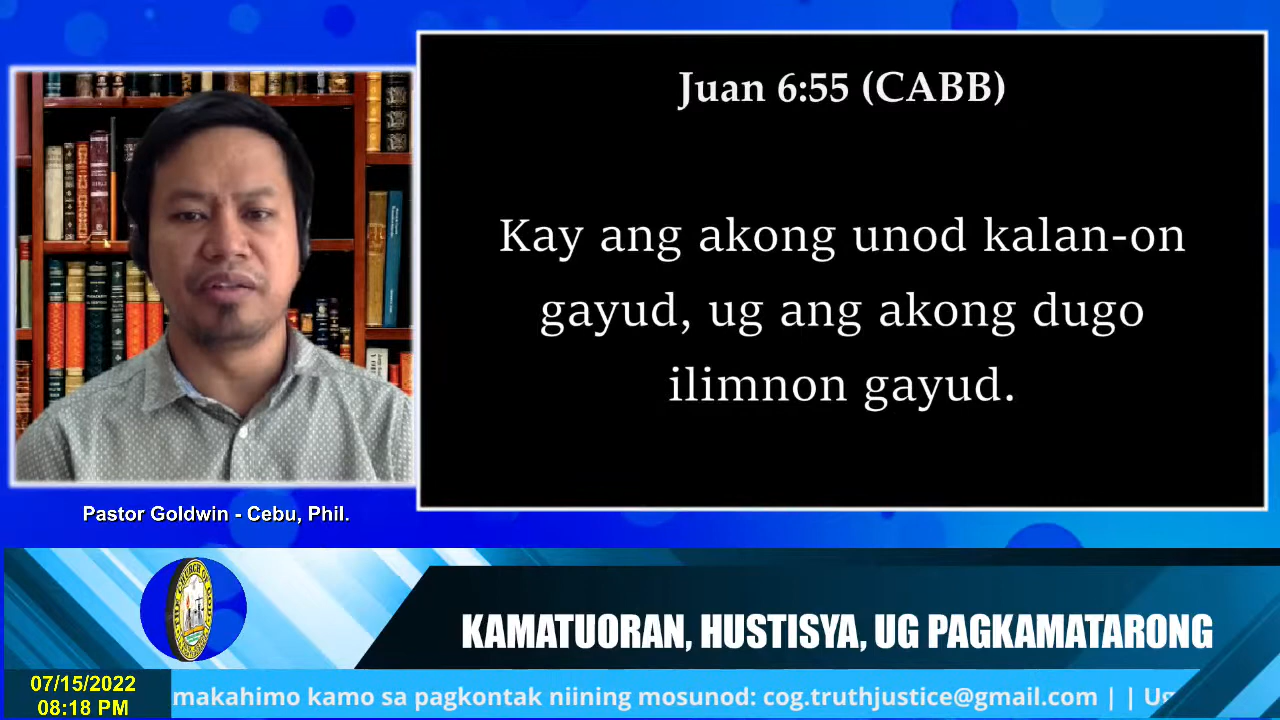 Juan 6:55 (CABB)
Kay ang akong unod kalan-on
gayud, ug ang akong dugo
ilimnon gayud.
Pastor Goldwin - Cebu, Phil.
KAMATUORAN, HUSTISYA, UG PAGKAMATARONG
07/15/2022
08:18 PM
makahimo kamo sa pagkontak niining mosunod: cog.truthjustice@gmail.com | | Ug